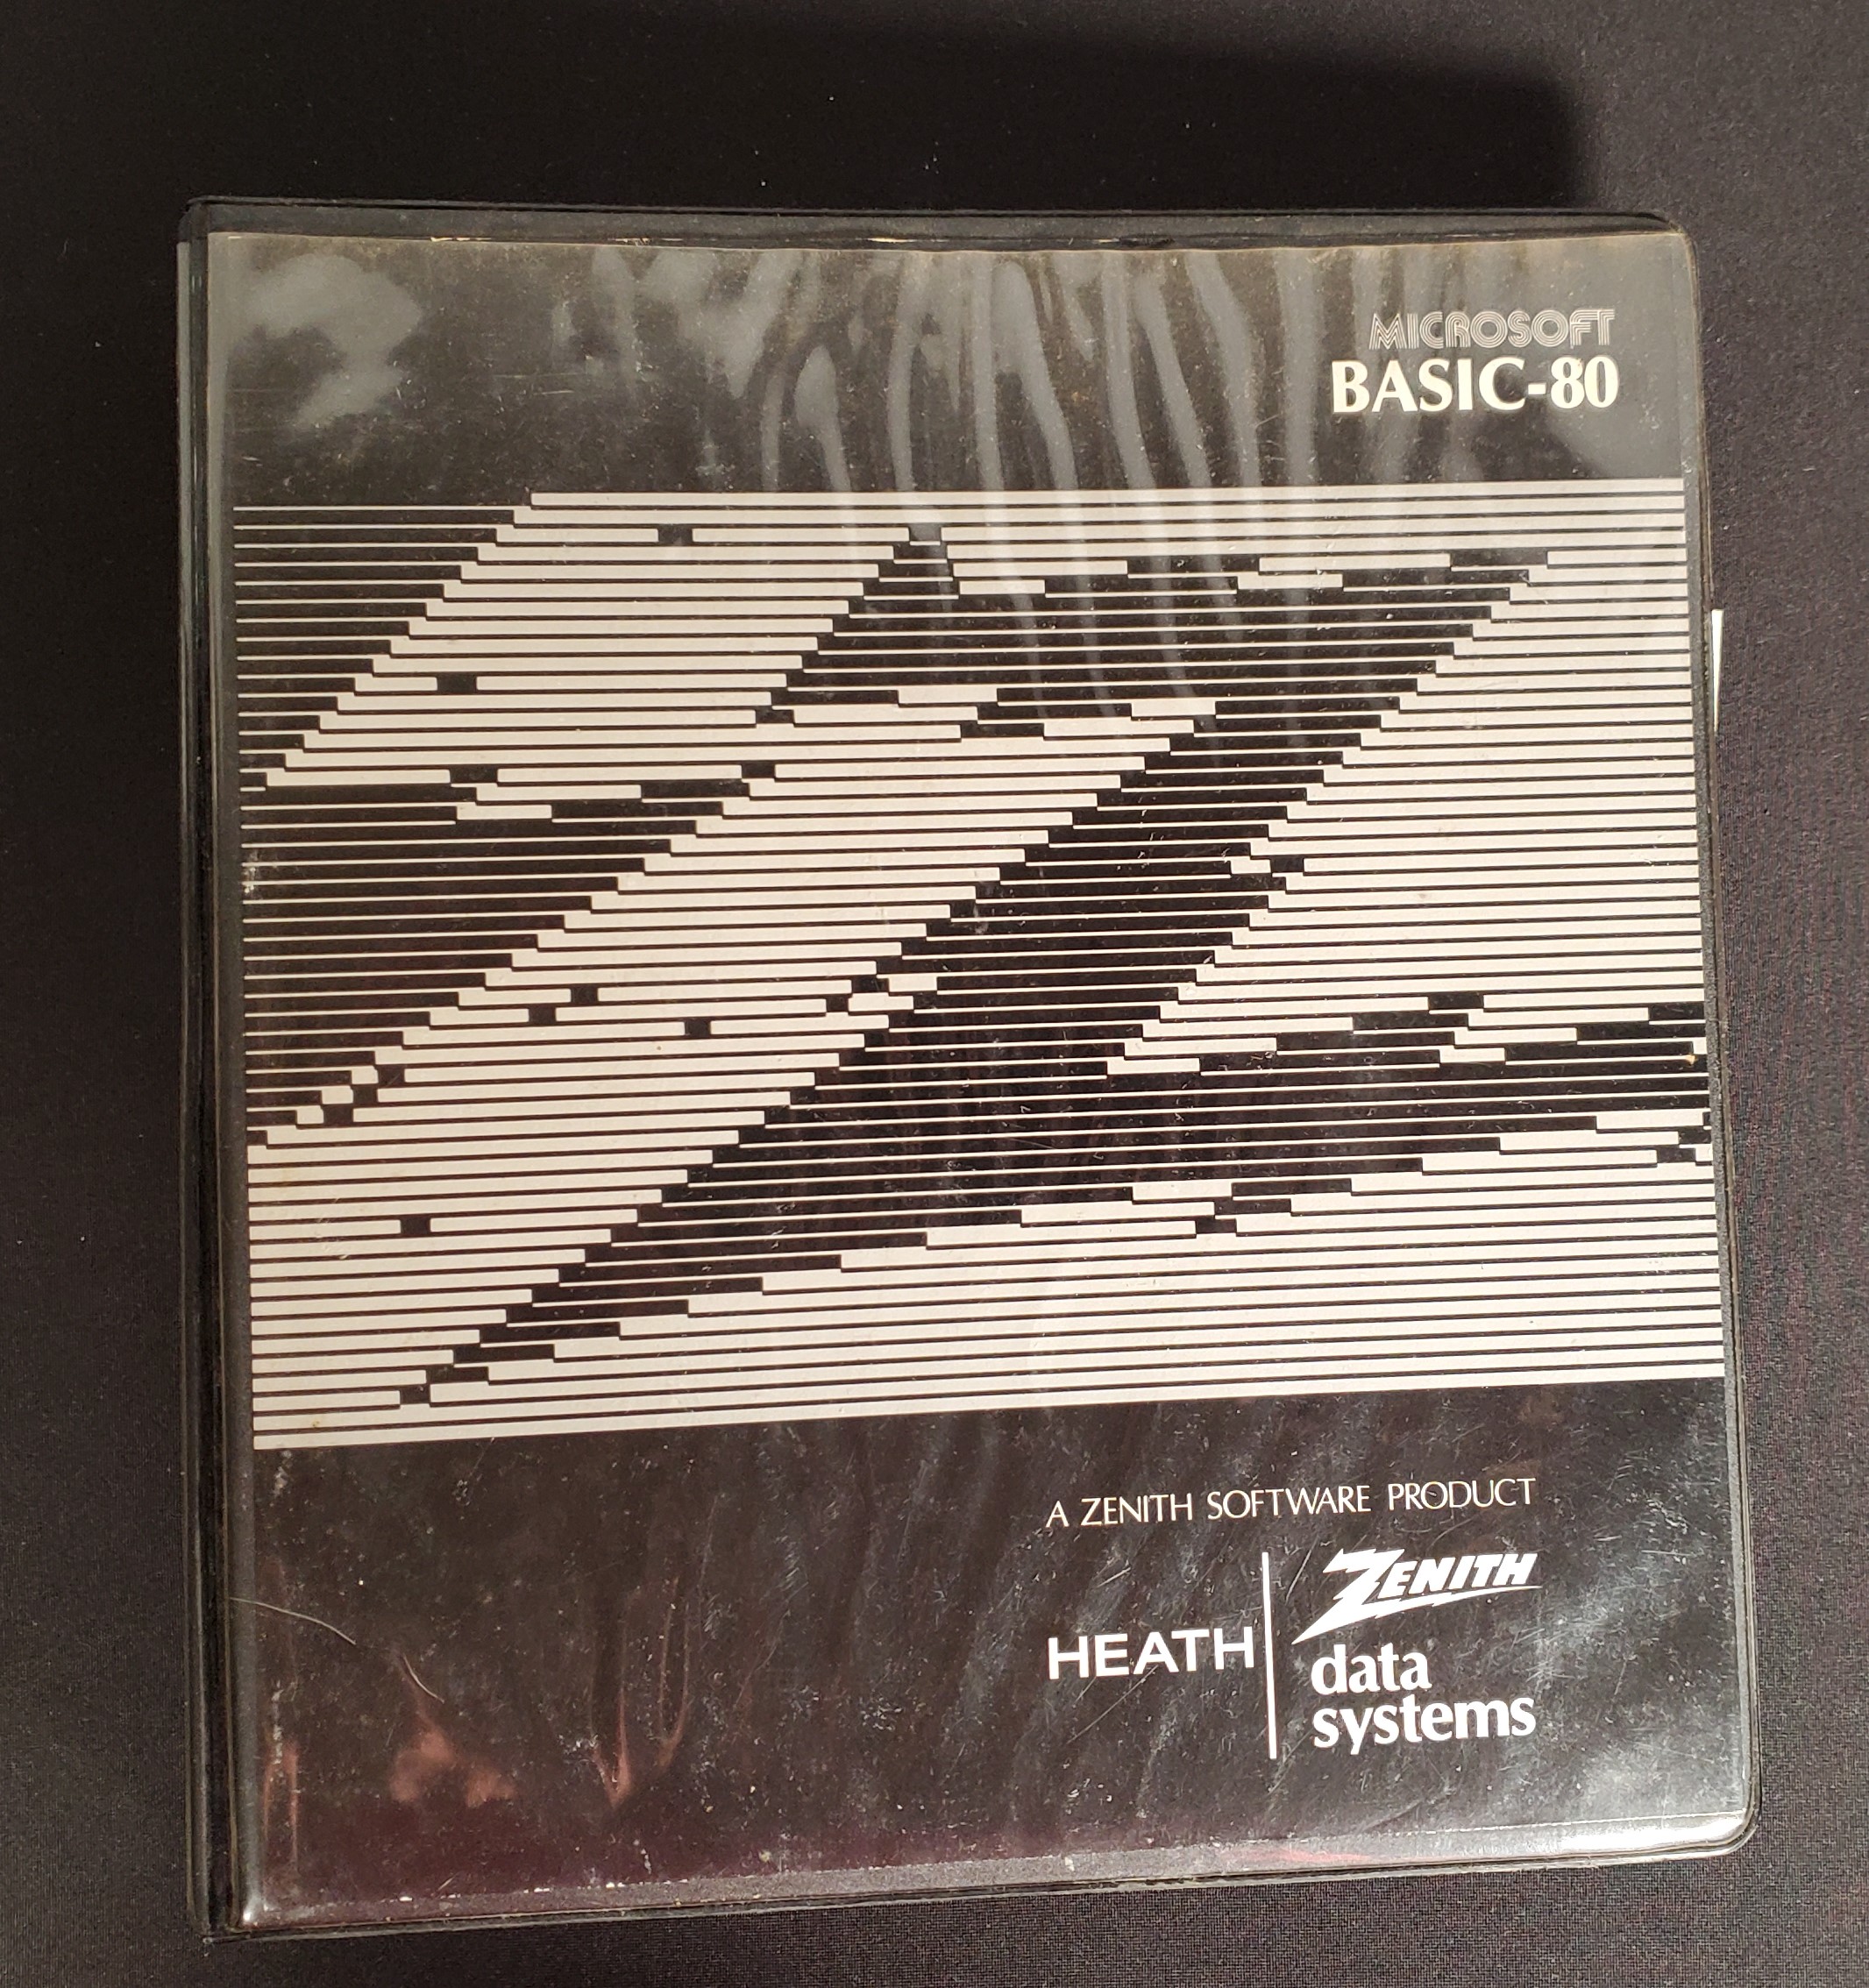 MICROSOFT
BASIC-80
A ZENITH SOFTWARE PRODUCT
HEATH
ZENITH
data
systems